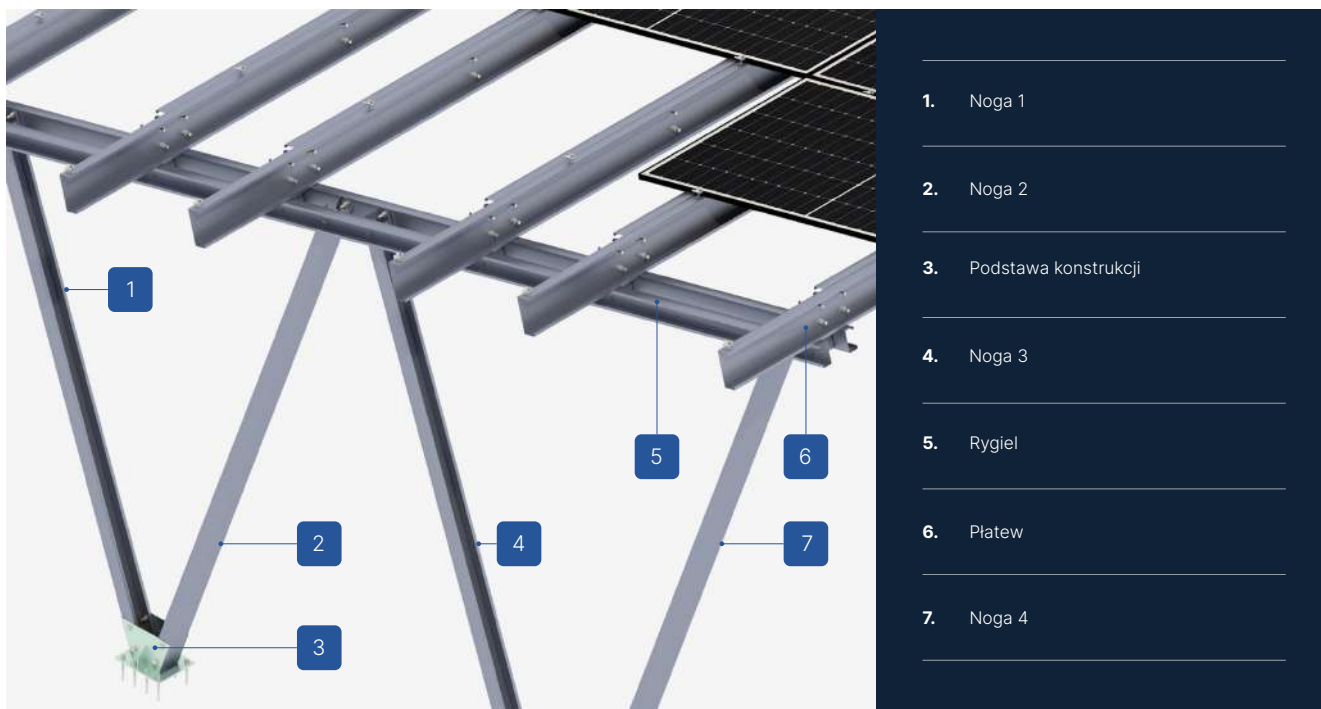 1
2
3
4
5
6
7
1. Noga 1
2. Noga 2
3. Podstawa konstrukcji
4. Noga 3
5. Rygiel
6. Płatew
7. Noga 4